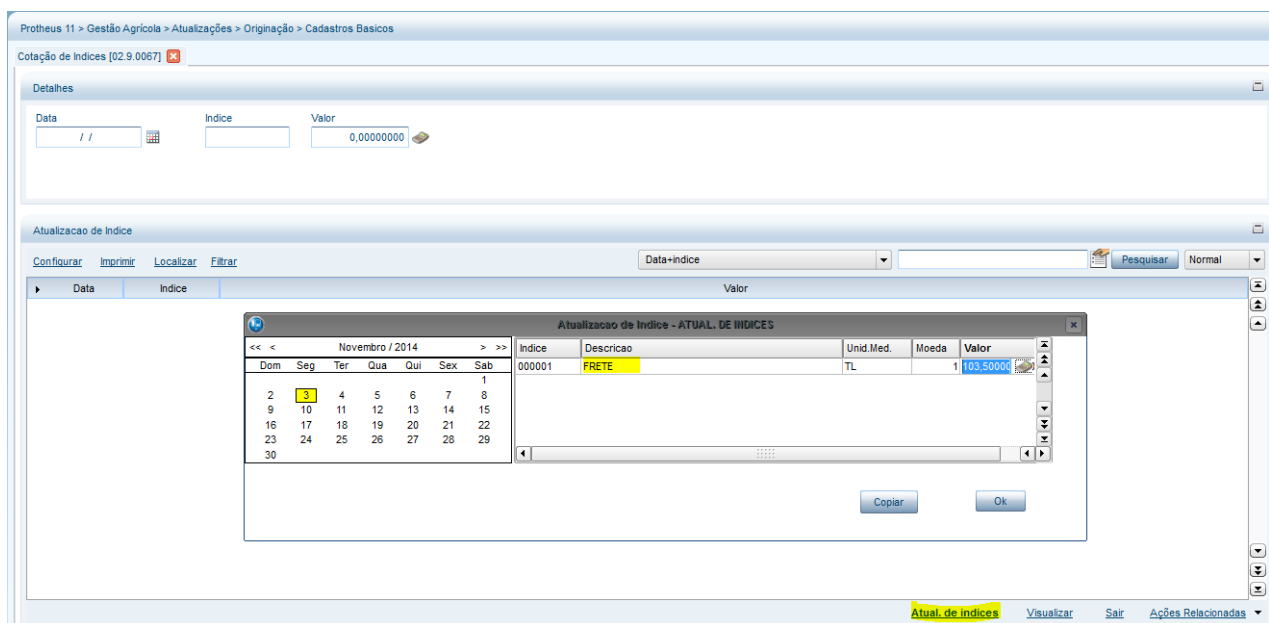 Protheus 11 > Gestão Agrícola > Atualizações > Originação > Cadastros Basicos
Cotação de Indices [02.9.0067]
Detalhes
Data Indice Valor
/ / 0,00000000
Atualizacao de Indice
Configurar Imprimir Localizar Filtrar Data+indice Pesquisar Normal
Data Indice Valor
Atualizacao de Indice - ATUAL. DE INDICES
<< < Novembro / 2014 > >> Indice Descricao Unid.Med. Moeda Valor
Dom Seg Ter Qua Qui Sex Sab 000001 FRETE TL 1 103,5000
1
2 3 4 5 6 7 8
9 10 11 12 13 14 15
16 17 18 19 20 21 22
23 24 25 26 27 28 29
30
Copiar Ok
Atual. de indices Visualizar Sair Ações Relacionadas